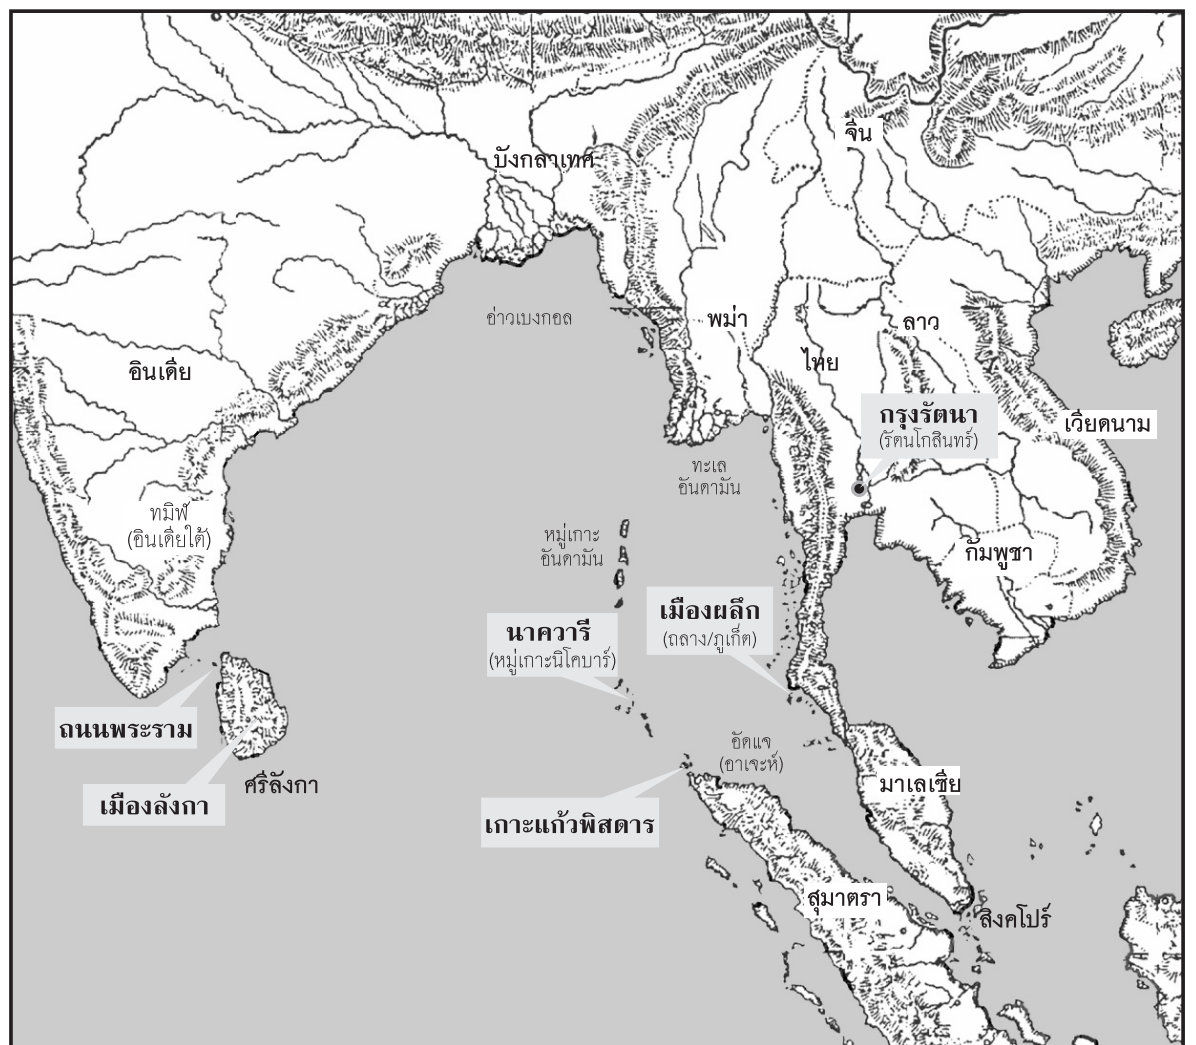 จีน
บังกลาเทศ
อ่าวเบงกอล
พม่า
ลาว
ไทย
อินเดีย
กรุงรัตนา
(รัตนโกสินทร์)
เวียดนาม
ทะเล
อันดามัน
ทมิฬ
(อินเดียใต้)
หมู่เกาะ
อันดามัน
กัมพูชา
เมืองผลึก
(ถลาง/ภูเก็ต)
นาควารี
(หมู่เกาะนิโคบาร์)
ถนนพระราม
อัดแจ
(อาเจะห์)
ศรีลังกา
มาเลเซีย
เมืองลังกา
เกาะแก้วพิสดาร
สุมาตรา
สิงคโปร์